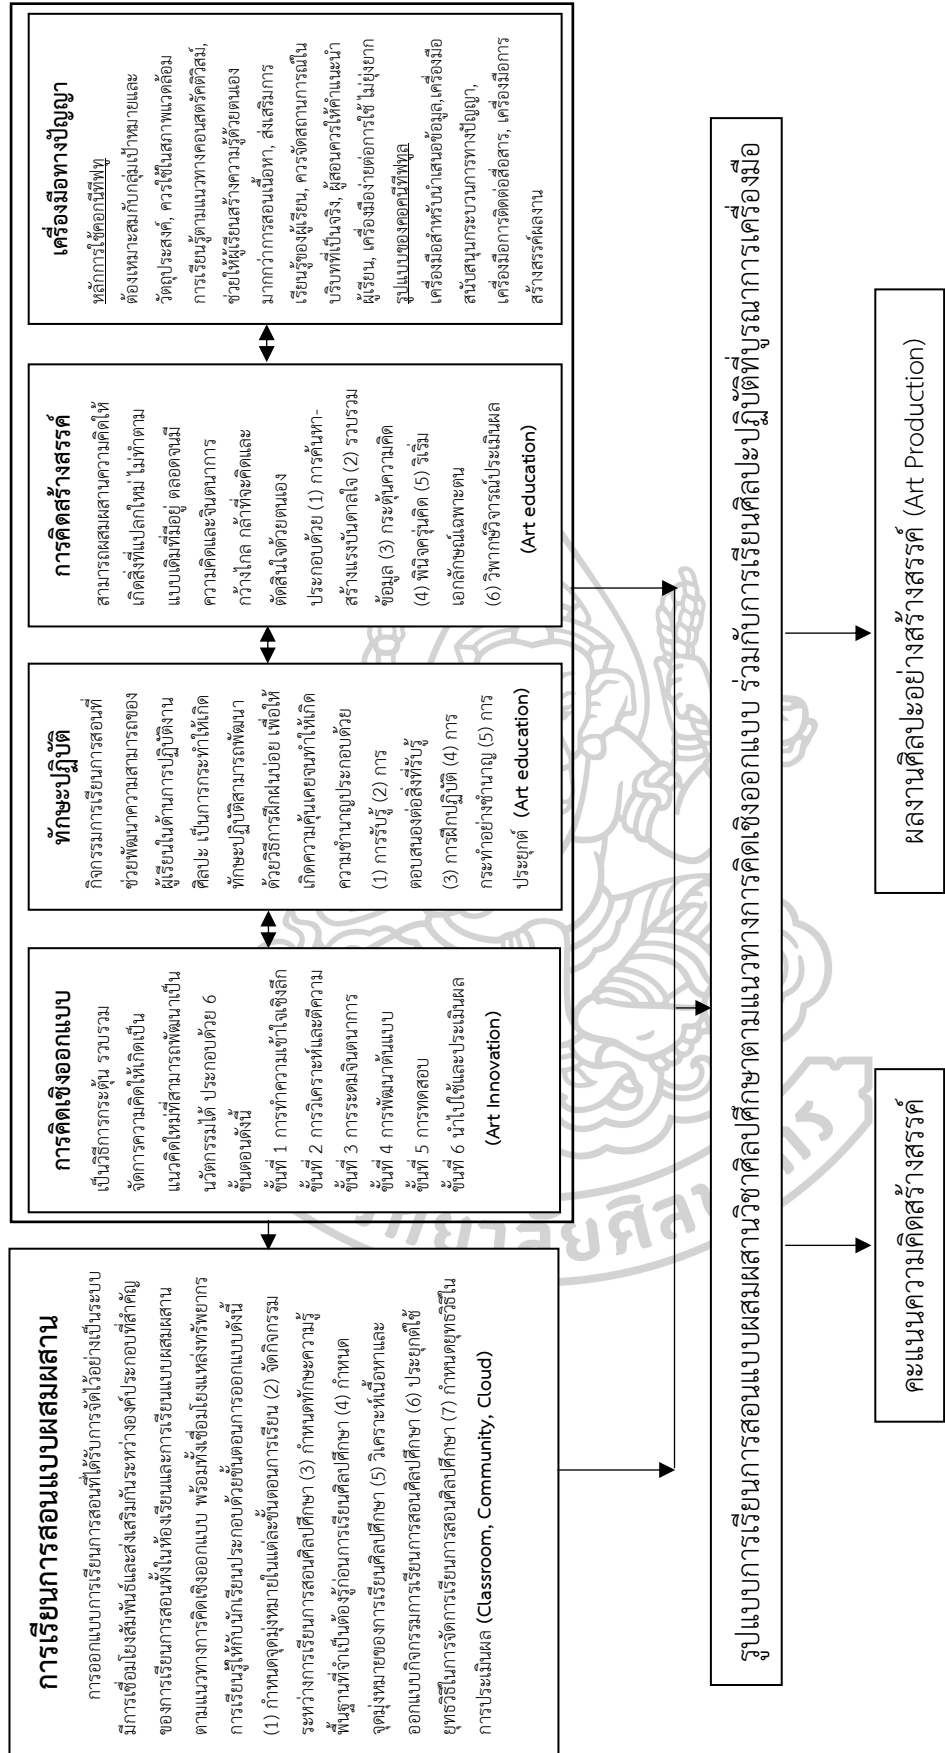 การเรียนการสอนแบบผสมผสาน
การออกแบบการเรียนการสอนที่ได้รับการจัดไว้อย่างเป็นระบบ
มีการเชื่อมโยงสัมพันธ์และส่งเสริมกันระหว่างองค์ประกอบที่สำคัญ
ของการเรียนการสอนทั้งในห้องเรียนและการเรียนแบบผสมผสาน
ตามแนวทางการคิดเชิงออกแบบ พร้อมทั้งเชื่อมโยงแหล่งทรัพยากร
การเรียนรู้ให้กับนักเรียนประกอบด้วยขั้นตอนการออกแบบดังนี้
(1) กำหนดจุดมุ่งหมายในแต่ละขั้นตอนการเรียน (2) จัดกิจกรรม
ระหว่างการเรียนการสอนศิลปศึกษา (3) กำหนดทักษะความรู้
พื้นฐานที่จำเป็นต้องรู้ก่อนการเรียนศิลปศึกษา (4) กำหนด
จุดมุ่งหมายของการเรียนศิลปศึกษา (5) วิเคราะห์เนื้อหาและ
ออกแบบกิจกรรมการเรียนการสอนศิลปศึกษา (6) ประยุกต์ใช้
ยุทธวิธีในการจัดการเรียนการสอนศิลปศึกษา (7) กำหนดยุทธวิธีใน
การประเมินผล (Classroom, Community, Cloud)
การคิดเชิงออกแบบ
เป็นวิธีการกระตุ้น รวบรวม
จัดการความคิดให้เกิดเป็น
แนวคิดใหม่ที่สามารถพัฒนาเป็น
นวัตกรรมได้ ประกอบด้วย 6
ขั้นตอนดังนี้
ขั้นที่ 1 การทำความเข้าใจเชิงลึก
ขั้นที่ 2 การวิเคราะห์และตีความ
ขั้นที่ 3 การระดมจินตนาการ
ขั้นที่ 4 การพัฒนาต้นแบบ
ขั้นที่ 5 การทดสอบ
ขั้นที่ 6 นำไปใช้และประเมินผล
(Art Innovation)
ทักษะปฏิบัติ
กิจกรรมการเรียนการสอนที่
ช่วยพัฒนาความสามารถของ
ผู้เรียนในด้านการปฏิบัติงาน
ศิลปะ เป็นการกระทำให้เกิด
ทักษะปฏิบัติสามารถพัฒนา
ด้วยวิธีการฝึกฝนบ่อย เพื่อให้
เกิดความคุ้นเคยจนทำให้เกิด
ความชำนาญประกอบด้วย
(1) การรับรู้ (2) การ
ตอบสนองต่อสิ่งที่รับรู้
(3) การฝึกปฏิบัติ (4) การ
กระทำอย่างชำนาญ (5) การ
ประยุกต์ (Art education)
การคิดสร้างสรรค์
สามารถผสมผสานความคิดให้
เกิดสิ่งที่แปลกใหม่ ไม่ทำตาม
แบบเดิมที่มีอยู่ ตลอดจนมี
ความคิดและจินตนาการ
กว้างไกล กล้าที่จะคิดและ
ตัดสินใจด้วยตนเอง
ประกอบด้วย (1) การค้นหา-
สร้างแรงบันดาลใจ (2) รวบรวม
ข้อมูล (3) กระตุ้นความคิด
(4) พินิจครุ่นคิด (5) ริเริ่ม
เอกลักษณ์เฉพาะตน
(6) วิพากษ์วิจารณ์ประเมินผล
(Art education)
เครื่องมือทางปัญญา
หลักการใช้คอกนิทีฟทู
ต้องเหมาะสมกับกลุ่มเป้าหมายและ
วัตถุประสงค์, ควรใช้ในสภาพแวดล้อม
การเรียนรู้ตามแนวทางคอนสตรัคติวิสม์,
ช่วยให้ผู้เรียนสร้างความรู้ด้วยตนเอง
มากกว่าการสอนเนื้อหา, ส่งเสริมการ
เรียนรู้ของผู้เรียน, ควรจัดสถานการณ์ใน
บริบทที่เป็นจริง, ผู้สอนควรให้คำแนะนำ
ผู้เรียน, เครื่องมือง่ายต่อการใช้ ไม่ยุ่งยาก
รูปแบบของคอคนิทีฟทูล
เครื่องมือสำหรับนำเสนอข้อมูล,เครื่องมือ
สนับสนุนกระบวนการทางปัญญา,
เครื่องมือการติดต่อสื่อสาร, เครื่องมือการ
สร้างสรรค์ผลงาน
รูปแบบการเรียนการสอนแบบผสมผสานวิชาศิลปศึกษาตามแนวทางการคิดเชิงออกแบบ ร่วมกับการเรียนศิลปะปฏิบัติที่บูรณาการเครื่องมือ
คะแนนความคิดสร้างสรรค์
ผลงานศิลปะอย่างสร้างสรรค์ (Art Production)